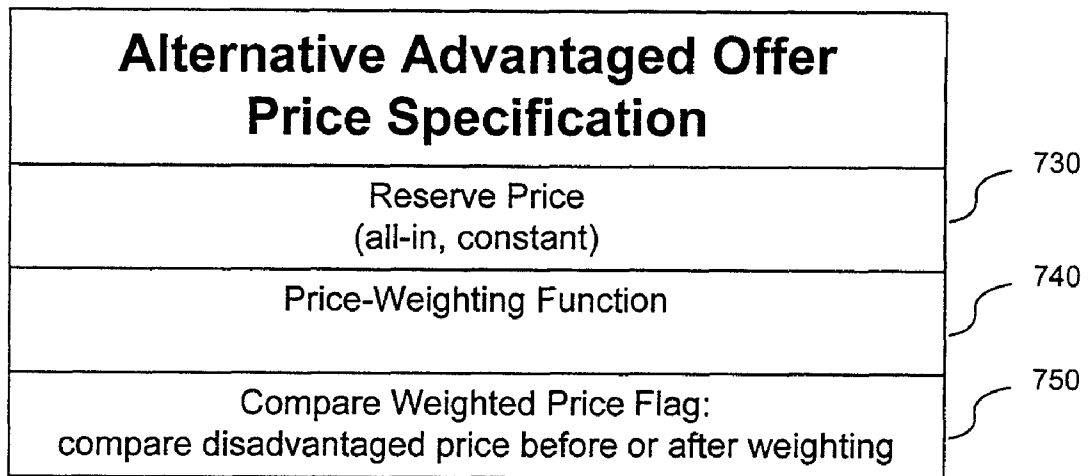 Alternative Advantaged Offer
Price Specification
730
Reserve Price
(all-in, constant)
740
Price-Weighting Function
750
Compare Weighted Price Flag:
compare disadvantaged price before or after weighting